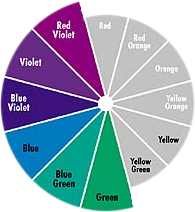 Red
Violet
Red
Red
Orange
Orange
Yellow
Orange
Yellow
Yellow
Green
Green
Blue
Green
Blue
Blue
Violet
Violet